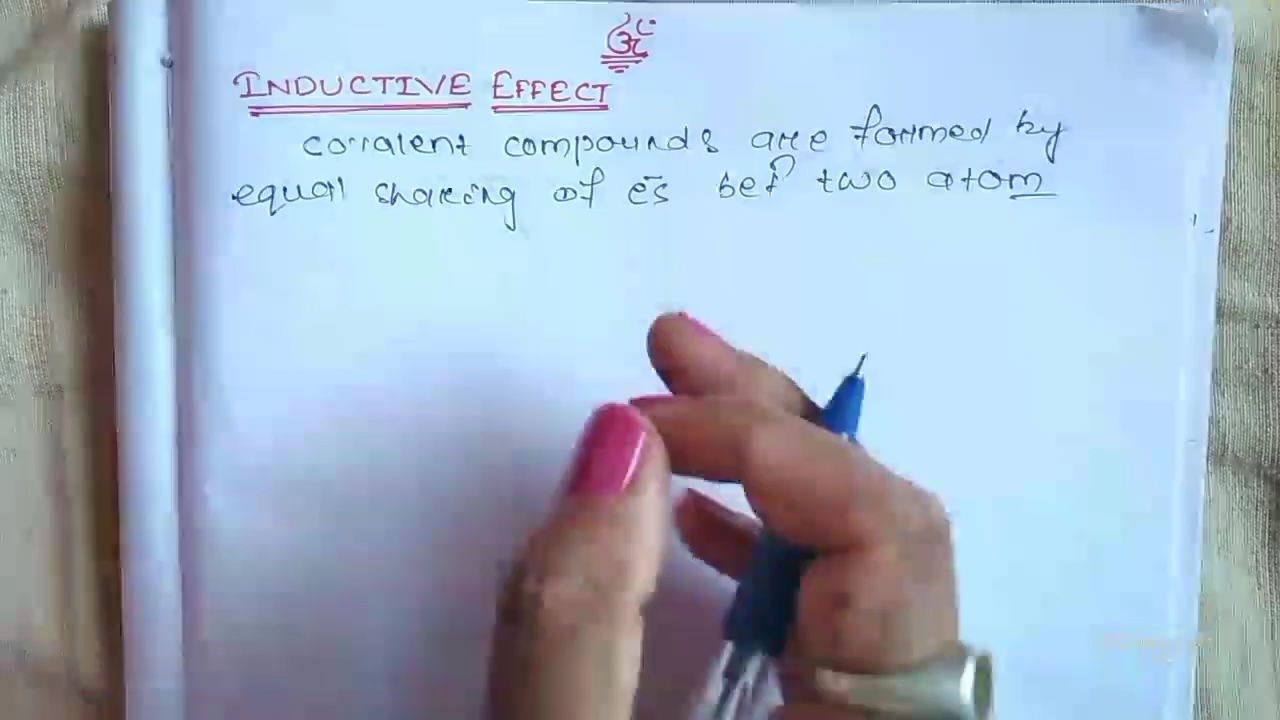 ૐ
INDUCTIVE EFFECT
covalent compounds are formed by
equal sharing of e⁻s betⁿ two atom